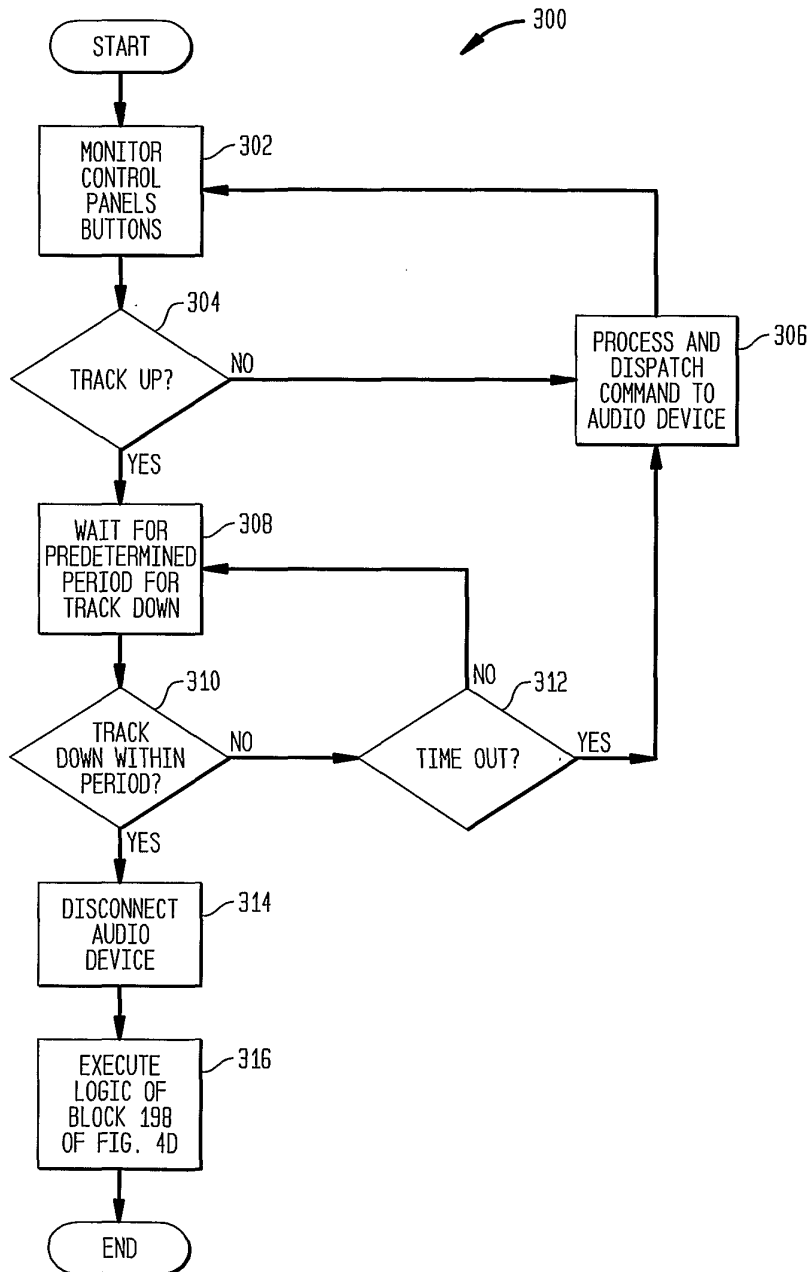 START
300
MONITOR
CONTROL
PANELS
BUTTONS
302
304
TRACK UP?
NO
YES
PROCESS AND
DISPATCH
COMMAND TO
AUDIO DEVICE
306
WAIT FOR
PREDETERMINED
PERIOD FOR
TRACK DOWN
308
310
TRACK
DOWN WITHIN
PERIOD?
NO
YES
312
TIME OUT?
NO
YES
DISCONNECT
AUDIO
DEVICE
314
EXECUTE
LOGIC OF
BLOCK 198
OF FIG. 4D
316
END